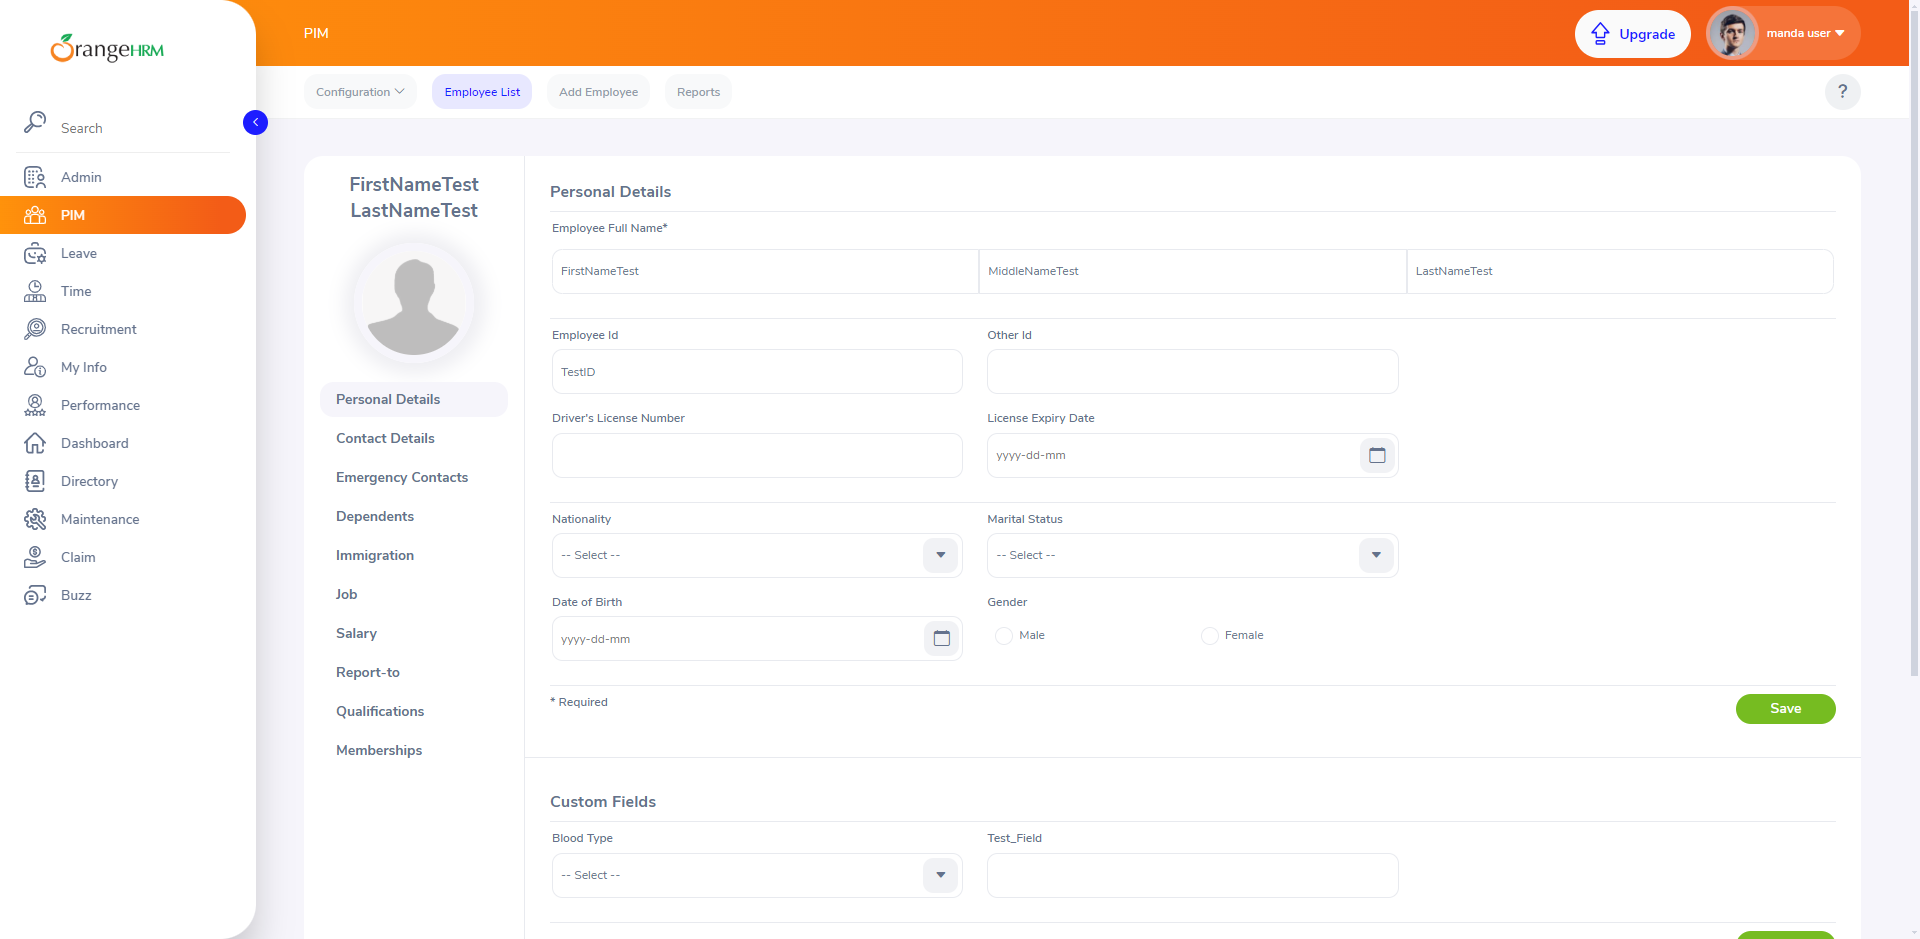 OrangeHRM
PIM
Upgrade
manda user
Configuration
Employee List
Add Employee
Reports
?
Search
Admin
PIM
Leave
Time
Recruitment
My Info
Performance
Dashboard
Directory
Maintenance
Claim
Buzz
FirstNameTest
LastNameTest
Personal Details
Contact Details
Emergency Contacts
Dependents
Immigration
Job
Salary
Report-to
Qualifications
Memberships
Personal Details
Employee Full Name*
FirstNameTest
MiddleNameTest
LastNameTest
Employee Id
Other Id
TestID
Driver's License Number
License Expiry Date
yyyy-dd-mm
Nationality
Marital Status
-- Select --
-- Select --
Date of Birth
Gender
yyyy-dd-mm
Male
Female
* Required
Save
Custom Fields
Blood Type
Test_Field
-- Select --